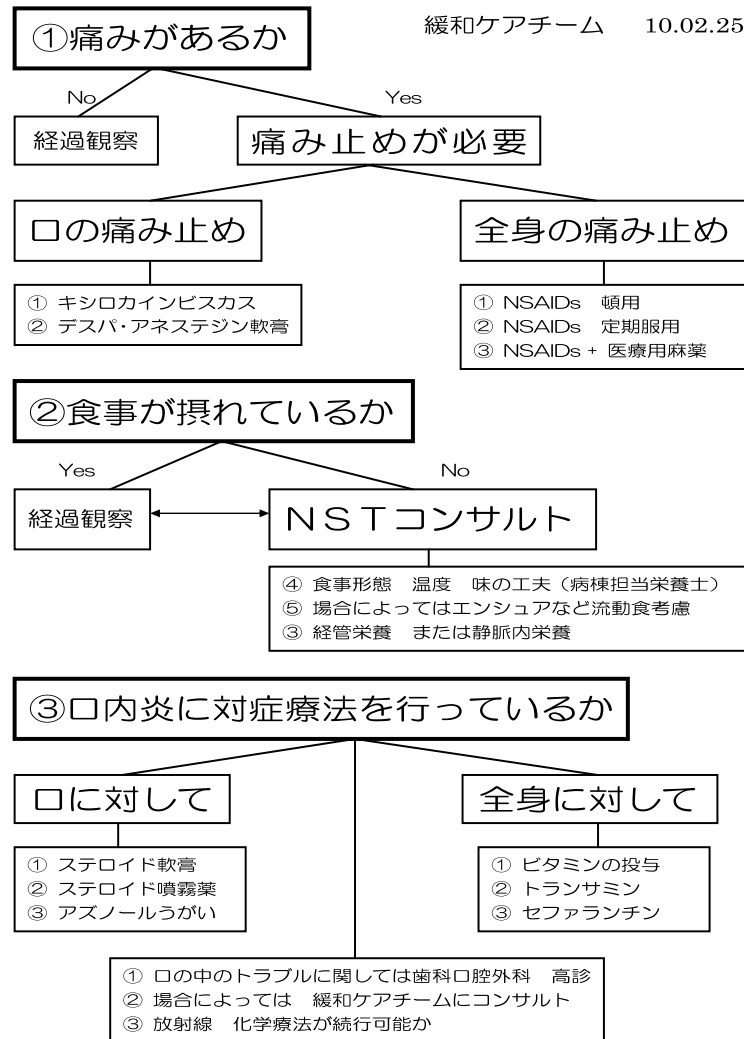 緩和ケアチーム　10.02.25
①痛みがあるか
No
Yes
経過観察
痛み止めが必要
口の痛み止め
全身の痛み止め
① キシロカインビスカス
② デスパ・アネステジン軟膏
① NSAIDs　頓用
② NSAIDs　定期服用
③ NSAIDs + 医療用麻薬
②食事が摂れているか
Yes
No
経過観察
ＮＳＴコンサルト
④ 食事形態　温度　味の工夫（病棟担当栄養士）
⑤ 場合によってはエンシュアなど流動食考慮
③ 経管栄養　または静脈内栄養
③口内炎に対症療法を行っているか
口に対して
全身に対して
① ステロイド軟膏
② ステロイド噴霧薬
③ アズノールうがい
① ビタミンの投与
② トランサミン
③ セファランチン
① 口の中のトラブルに関しては歯科口腔外科　高診
② 場合によっては　緩和ケアチームにコンサルト
③ 放射線　化学療法が続行可能か